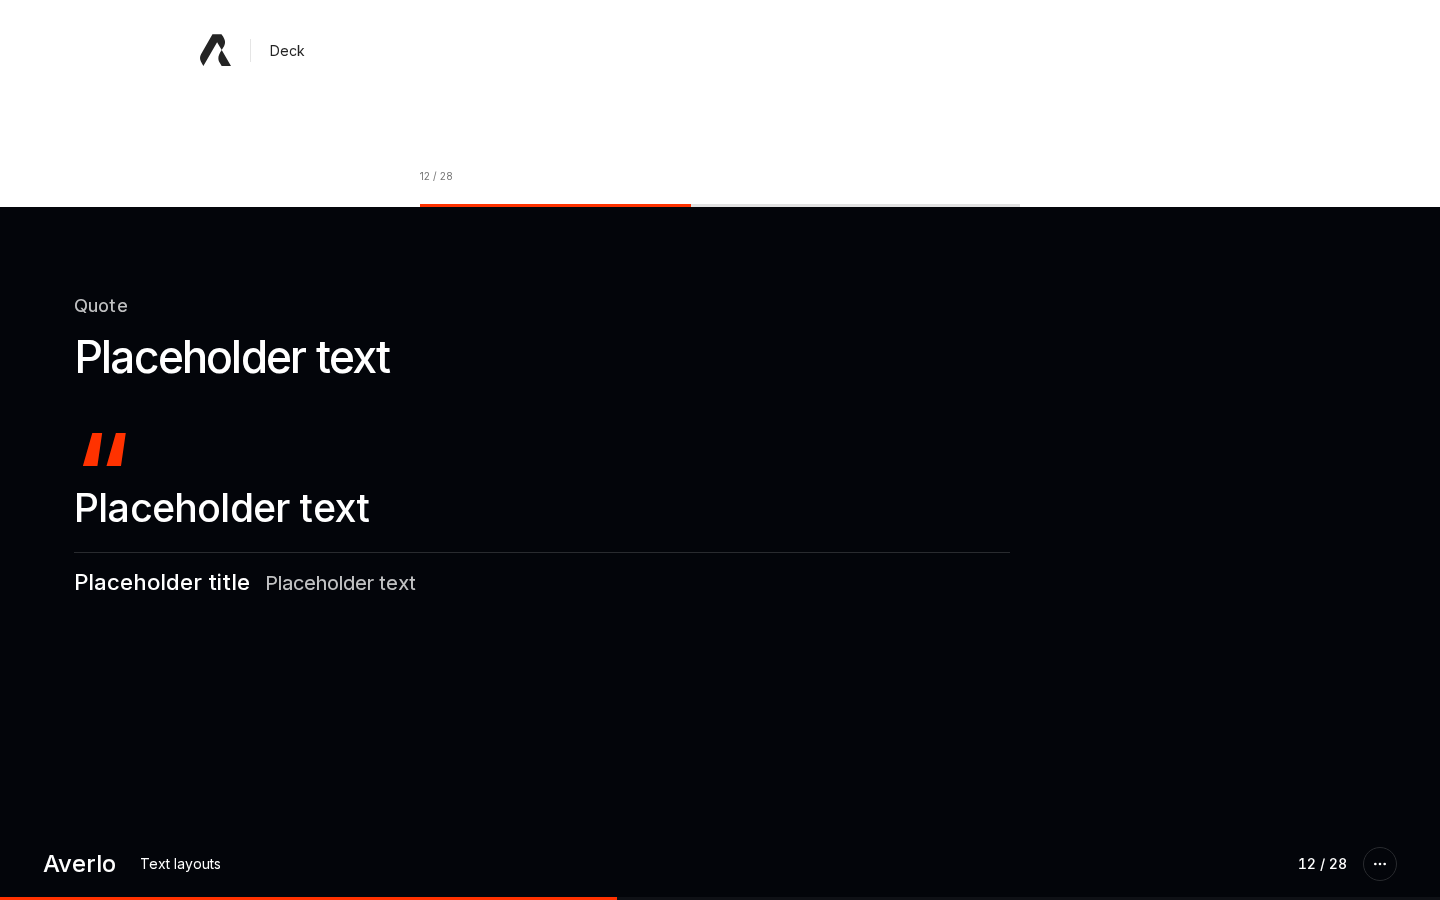 Deck
12 / 28
Quote
Placeholder text
“
Placeholder text
Placeholder title Placeholder text
Averlo Text layouts
12 / 28